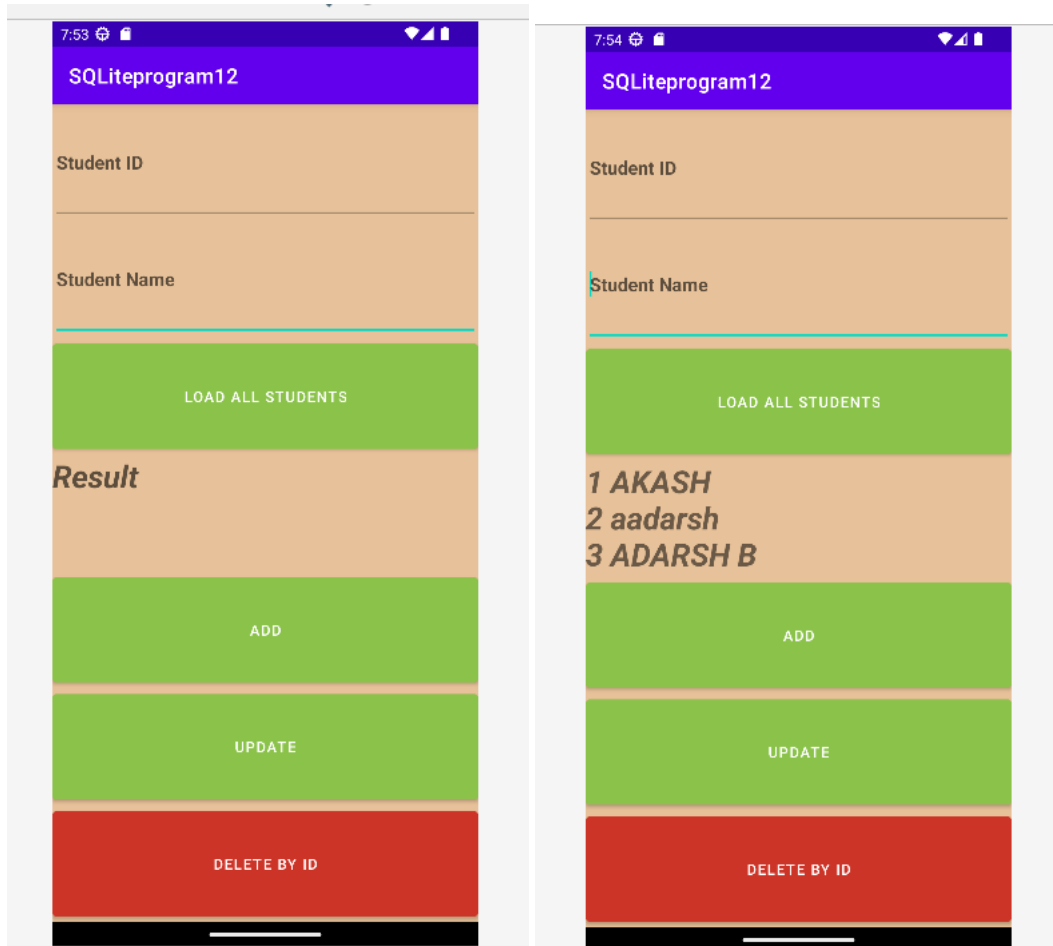 7:53
SQLiteprogram12
Student ID
Student Name
LOAD ALL STUDENTS
Result
ADD
UPDATE
DELETE BY ID
7:54
SQLiteprogram12
Student ID
Student Name
LOAD ALL STUDENTS
1 AKASH
2 aadarsh
3 ADARSH B
ADD
UPDATE
DELETE BY ID